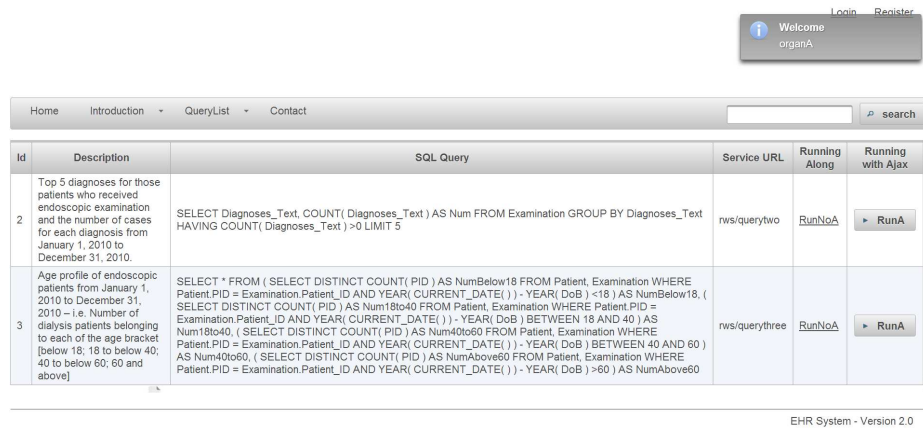 Login Register
Welcome
organA
Home Introduction QueryList Contact search
Id Description SQL Query Service URL Running Along Running with Ajax
2
Top 5 diagnoses for those
patients who received
endoscopic examination
and the number of cases
for each diagnosis from
January 1, 2010 to
December 31, 2010.
SELECT Diagnoses_Text, COUNT( Diagnoses_Text ) AS Num FROM Examination GROUP BY Diagnoses_Text
HAVING COUNT( Diagnoses_Text ) >0 LIMIT 5
rws/querytwo RunNoA RunA
3
Age profile of endoscopic
patients from January 1,
2010 to December 31,
2010 – i.e. Number of
dialysis patients belonging
to each of the age bracket
[below 18; 18 to below 40;
40 to below 60; 60 and
above]
SELECT * FROM ( SELECT DISTINCT COUNT( PID ) AS NumBelow18 FROM Patient, Examination WHERE
Patient.PID = Examination.Patient_ID AND YEAR( CURRENT_DATE( ) ) - YEAR( DoB ) <18 ) AS NumBelow18, (
SELECT DISTINCT COUNT( PID ) AS Num18to40 FROM Patient, Examination WHERE Patient.PID =
Examination.Patient_ID AND YEAR( CURRENT_DATE( ) ) - YEAR( DoB ) BETWEEN 18 AND 40 ) AS
Num18to40, ( SELECT DISTINCT COUNT( PID ) AS Num40to60 FROM Patient, Examination WHERE
Patient.PID = Examination.Patient_ID AND YEAR( CURRENT_DATE( ) ) - YEAR( DoB ) BETWEEN 40 AND 60 )
AS Num40to60, ( SELECT DISTINCT COUNT( PID ) AS NumAbove60 FROM Patient, Examination WHERE
Patient.PID = Examination.Patient_ID AND YEAR( CURRENT_DATE( ) ) - YEAR( DoB ) >60 ) AS NumAbove60
rws/querythree RunNoA RunA
EHR System - Version 2.0